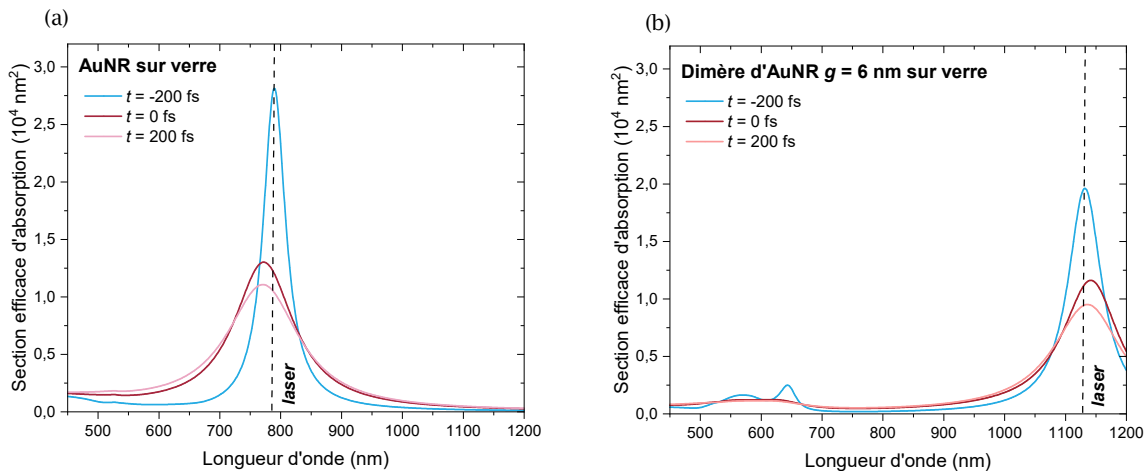 (a)
AuNR sur verre
t = -200 fs
t = 0 fs
t = 200 fs
laser
Section efficace d'absorption (10⁴ nm²)
3,0
2,5
2,0
1,5
1,0
0,5
0,0
500 600 700 800 900 1000 1100 1200
Longueur d'onde (nm)
(b)
Dimère d'AuNR g = 6 nm sur verre
t = -200 fs
t = 0 fs
t = 200 fs
laser
Section efficace d'absorption (10⁴ nm²)
3,0
2,5
2,0
1,5
1,0
0,5
0,0
500 600 700 800 900 1000 1100 1200
Longueur d'onde (nm)